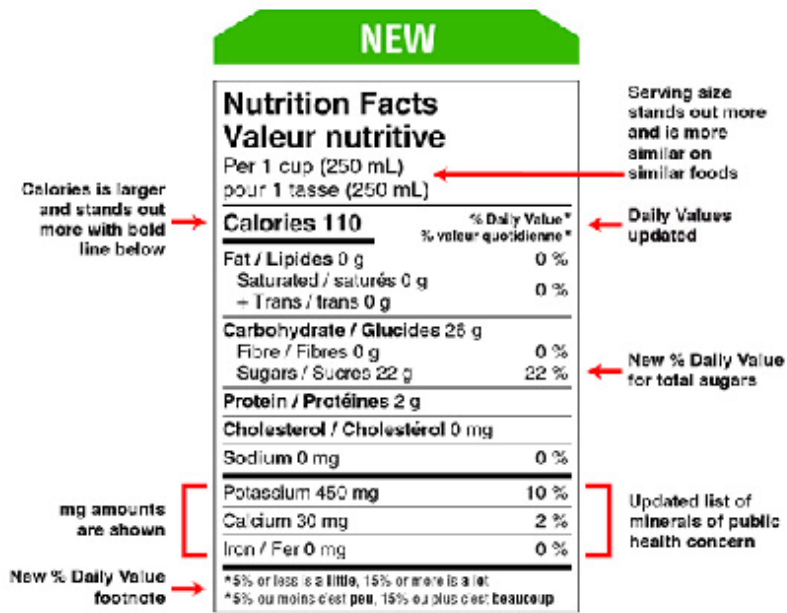 NEW
Nutrition Facts
Valeur nutritive
Per 1 cup (250 mL)
pour 1 tasse (250 mL)
Calories 110
% Daily Value*
% valeur quotidienne*
Fat / Lipides 0 g 0 %
Saturated / saturés 0 g
+ Trans / trans 0 g
0 %
Carbohydrate / Glucides 26 g
Fibre / Fibres 0 g 0 %
Sugars / Sucres 22 g 22 %
Protein / Protéines 2 g
Cholesterol / Cholestérol 0 mg
Sodium 0 mg 0 %
Potassium 450 mg 10 %
Calcium 30 mg 2 %
Iron / Fer 0 mg 0 %
*5% or less is a little, 15% or more is a lot
*5% ou moins c'est peu, 15% ou plus c'est beaucoup
Calories is larger
and stands out
more with bold
line below
mg amounts
are shown
New % Daily Value
footnote
Serving size
stands out more
and is more
similar on
similar foods
Daily Values
updated
New % Daily Value
for total sugars
Updated list of
minerals of public
health concern